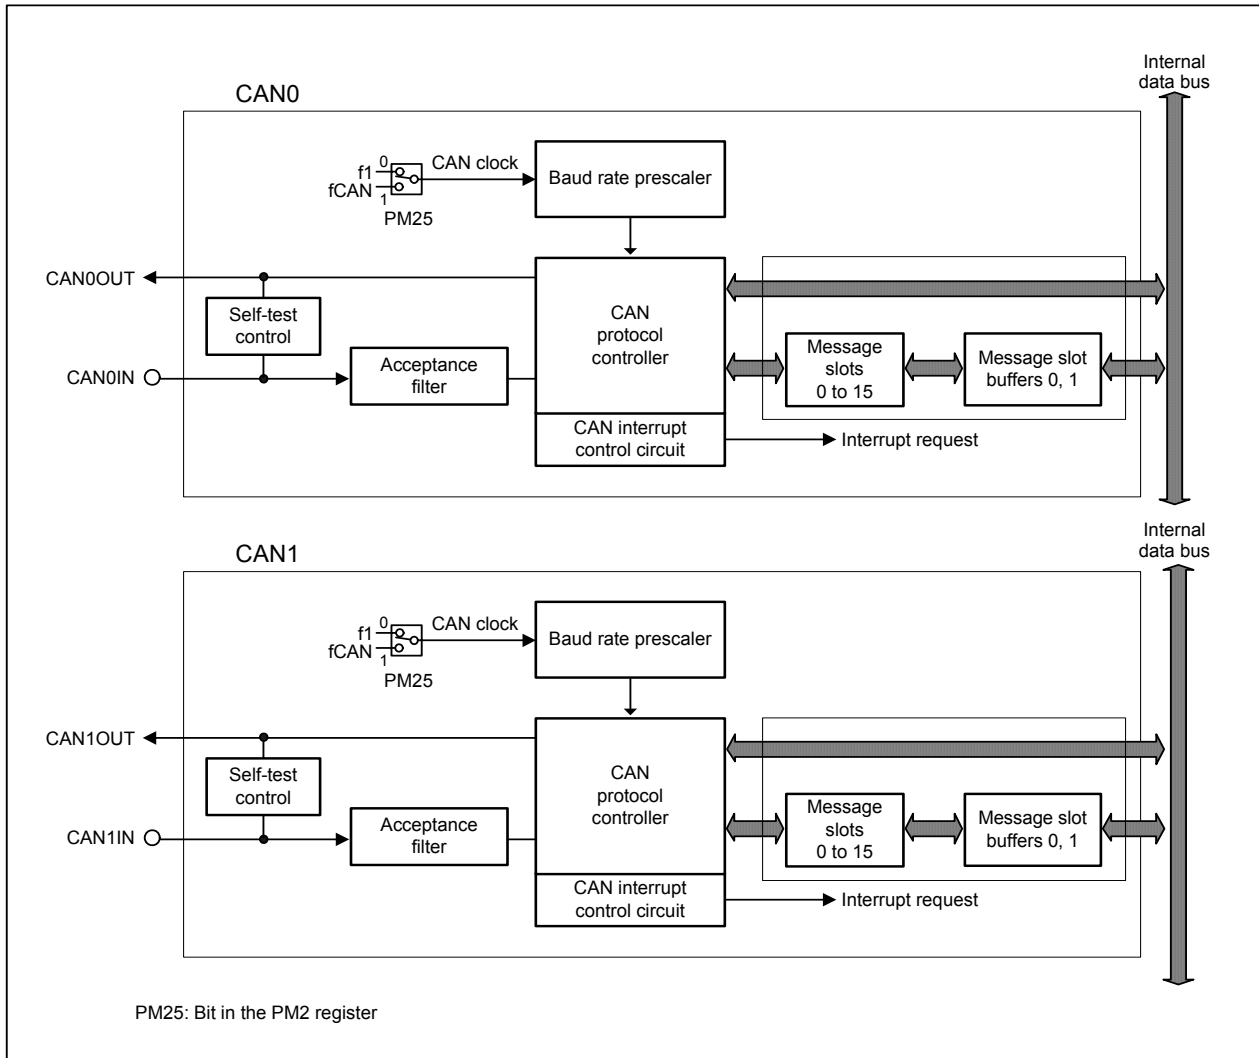 Internal
data bus
CAN0
0
f1
fCAN
1
PM25
CAN clock
Baud rate prescaler
CAN0OUT
Self-test
control
CAN0IN
Acceptance
filter
CAN
protocol
controller
Message
slots
0 to 15
Message slot
buffers 0, 1
CAN interrupt
control circuit
Interrupt request
Internal
data bus
CAN1
0
f1
fCAN
1
PM25
CAN clock
Baud rate prescaler
CAN1OUT
Self-test
control
CAN1IN
Acceptance
filter
CAN
protocol
controller
Message
slots
0 to 15
Message slot
buffers 0, 1
CAN interrupt
control circuit
Interrupt request
PM25: Bit in the PM2 register